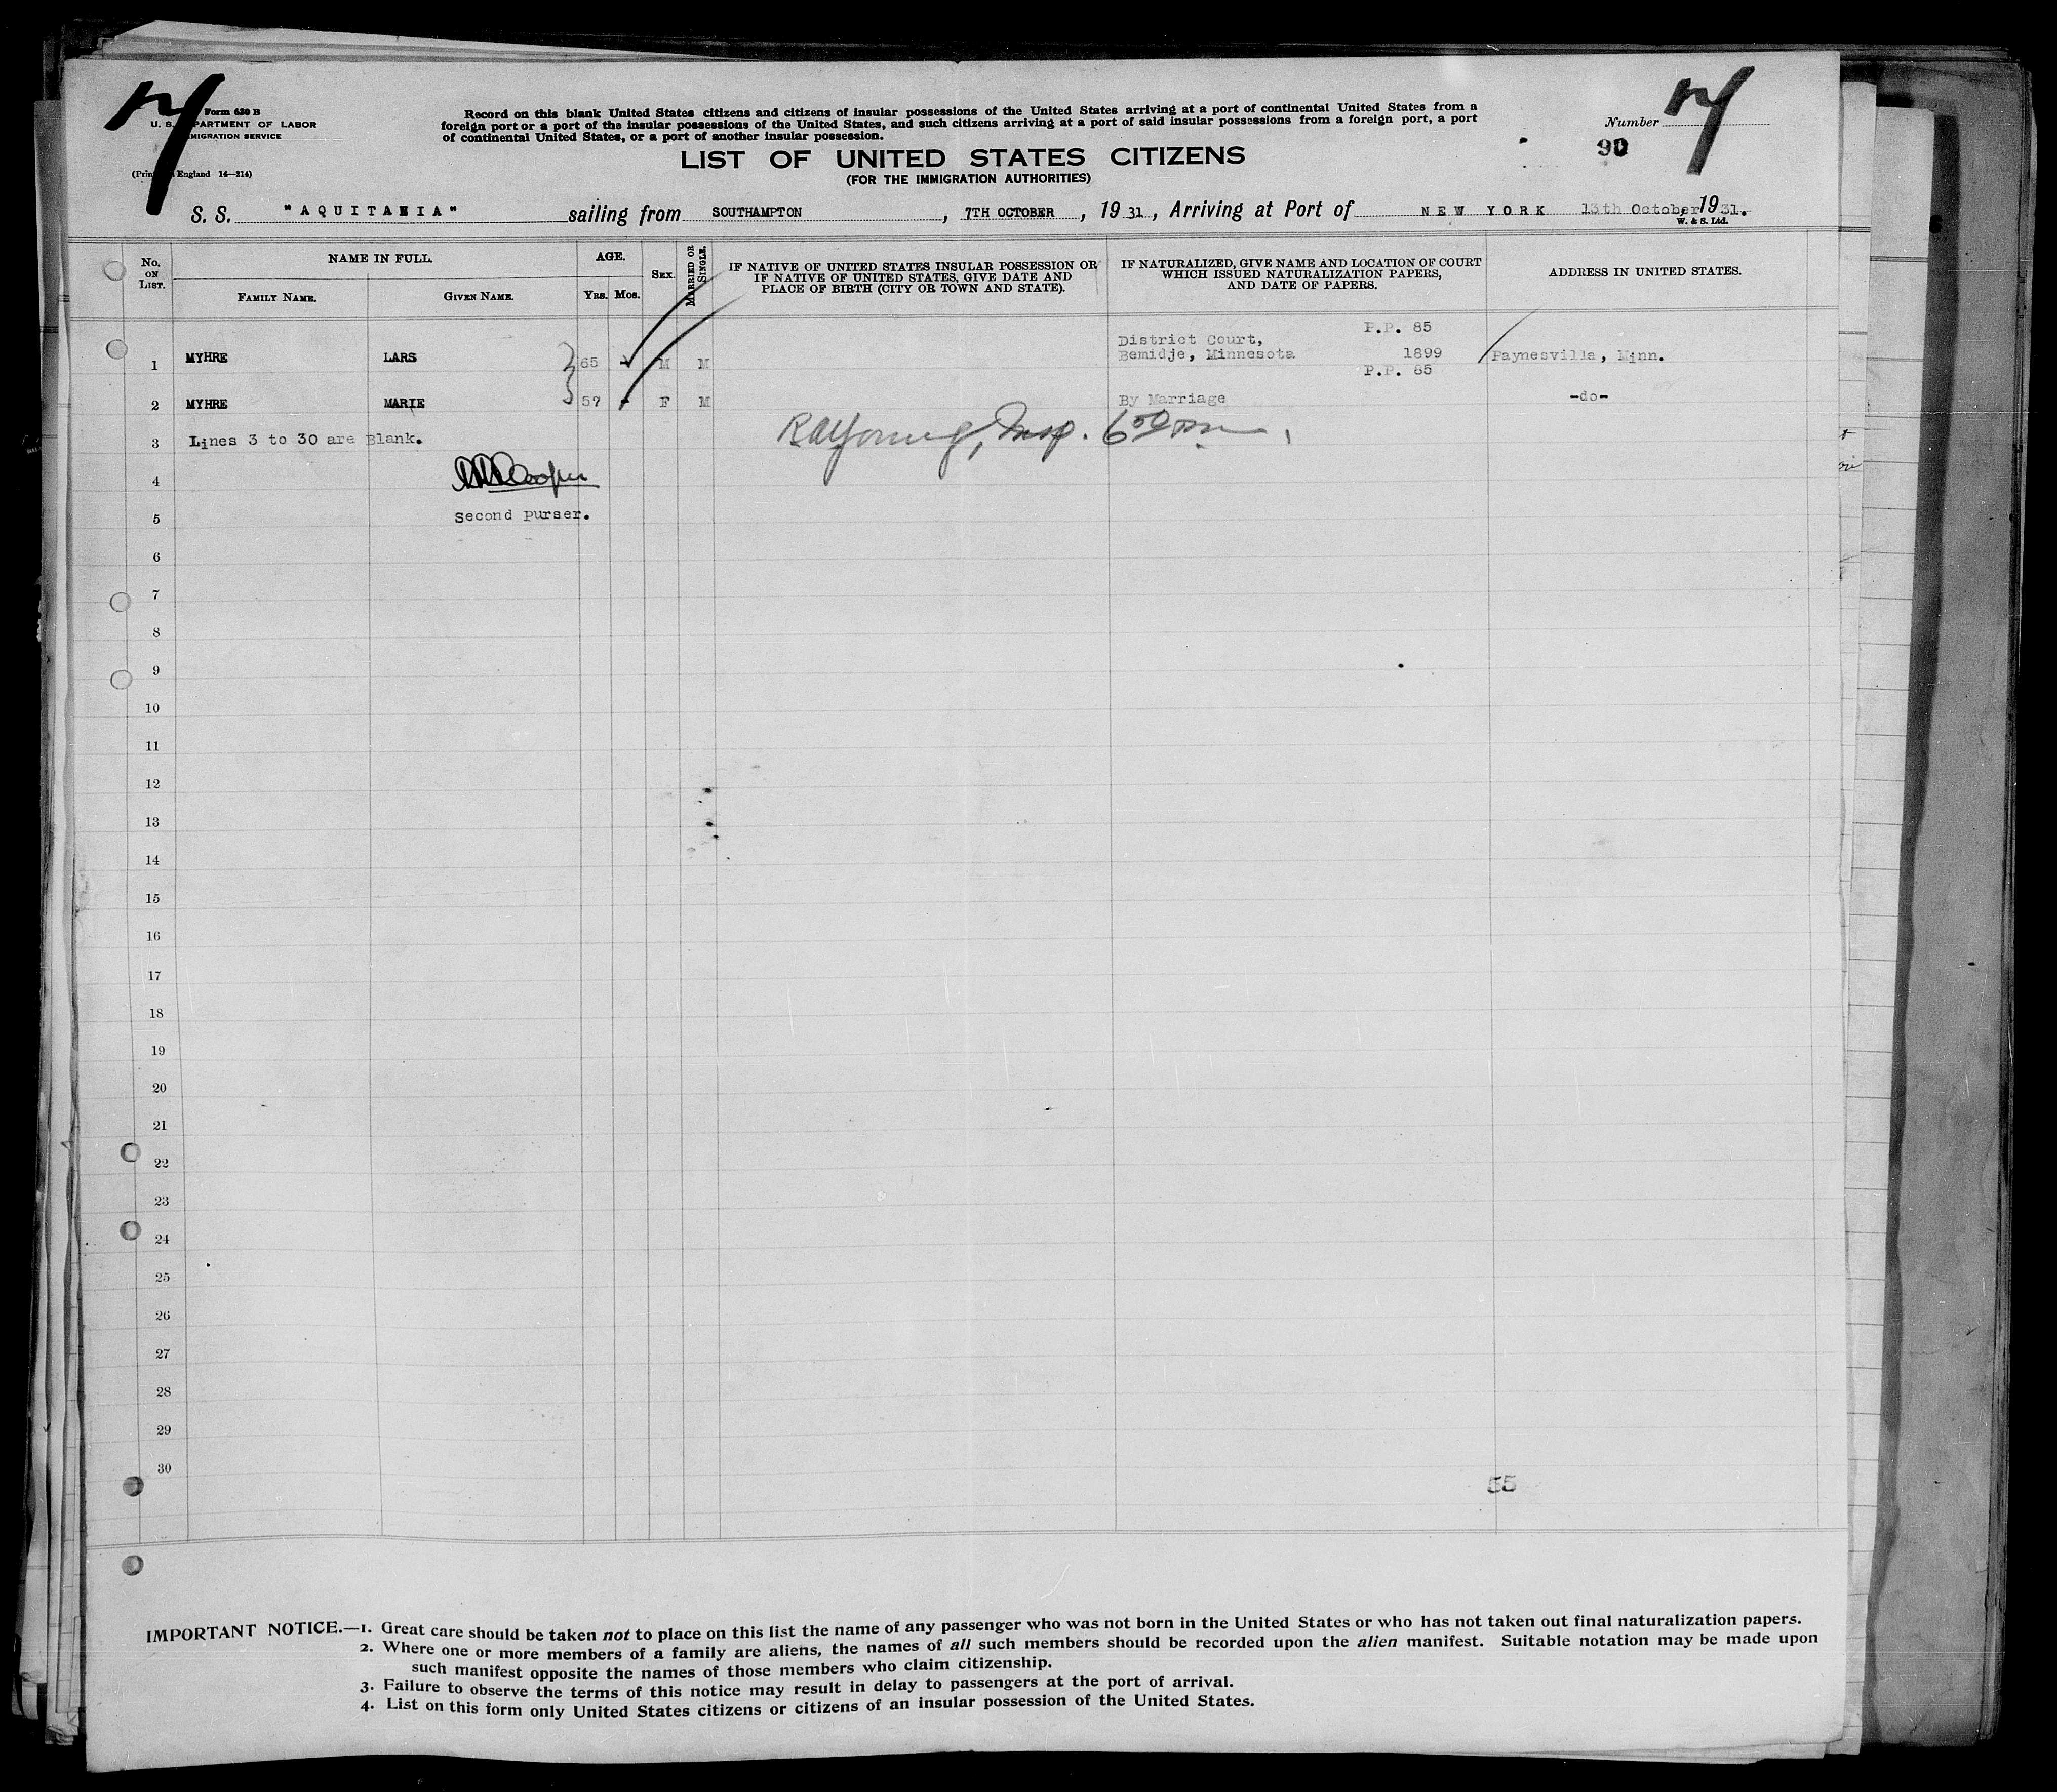 Form 630 B
U. S. DEPARTMENT OF LABOR
IMMIGRATION SERVICE
(Printed in England 14—214)
Record on this blank United States citizens and citizens of insular possessions of the United States arriving at a port of continental United States from a
foreign port or a port of the insular possessions of the United States, and such citizens arriving at a port of said insular possessions from a foreign port, a port
of continental United States, or a port of another insular possession.
Number
90
LIST OF UNITED STATES CITIZENS
(FOR THE IMMIGRATION AUTHORITIES)
S. S. "AQUITANIA" sailing from SOUTHAMPTON, 7TH OCTOBER, 1931, Arriving at Port of NEW YORK 13th October, 1931.
W. & S. Ltd.
No. ON LIST.
NAME IN FULL.
FAMILY NAME.
GIVEN NAME.
AGE.
YRS. MOS.
SEX.
MARRIED OR SINGLE.
IF NATIVE OF UNITED STATES INSULAR POSSESSION OR
IF NATIVE OF UNITED STATES, GIVE DATE AND
PLACE OF BIRTH (CITY OR TOWN AND STATE).
IF NATURALIZED, GIVE NAME AND LOCATION OF COURT
WHICH ISSUED NATURALIZATION PAPERS,
AND DATE OF PAPERS.
ADDRESS IN UNITED STATES.
P.P. 85
District Court,
1 MYHRE LARS 65 M M Bemidje, Minnesota 1899 Paynesville, Minn.
P.P. 85
2 MYHRE MARIE 57 - F M By Marriage -do-
3 Lines 3 to 30 are Blank. Insp.
4 Cooper
5 Second Purser.
6
7
8
9
10
11
12
13
14
15
16
17
18
19
20
21
22
23
24
25
26
27
28
29
30
55
IMPORTANT NOTICE.—1. Great care should be taken not to place on this list the name of any passenger who was not born in the United States or who has not taken out final naturalization papers.
2. Where one or more members of a family are aliens, the names of all such members should be recorded upon the alien manifest. Suitable notation may be made upon
such manifest opposite the names of those members who claim citizenship.
3. Failure to observe the terms of this notice may result in delay to passengers at the port of arrival.
4. List on this form only United States citizens or citizens of an insular possession of the United States.